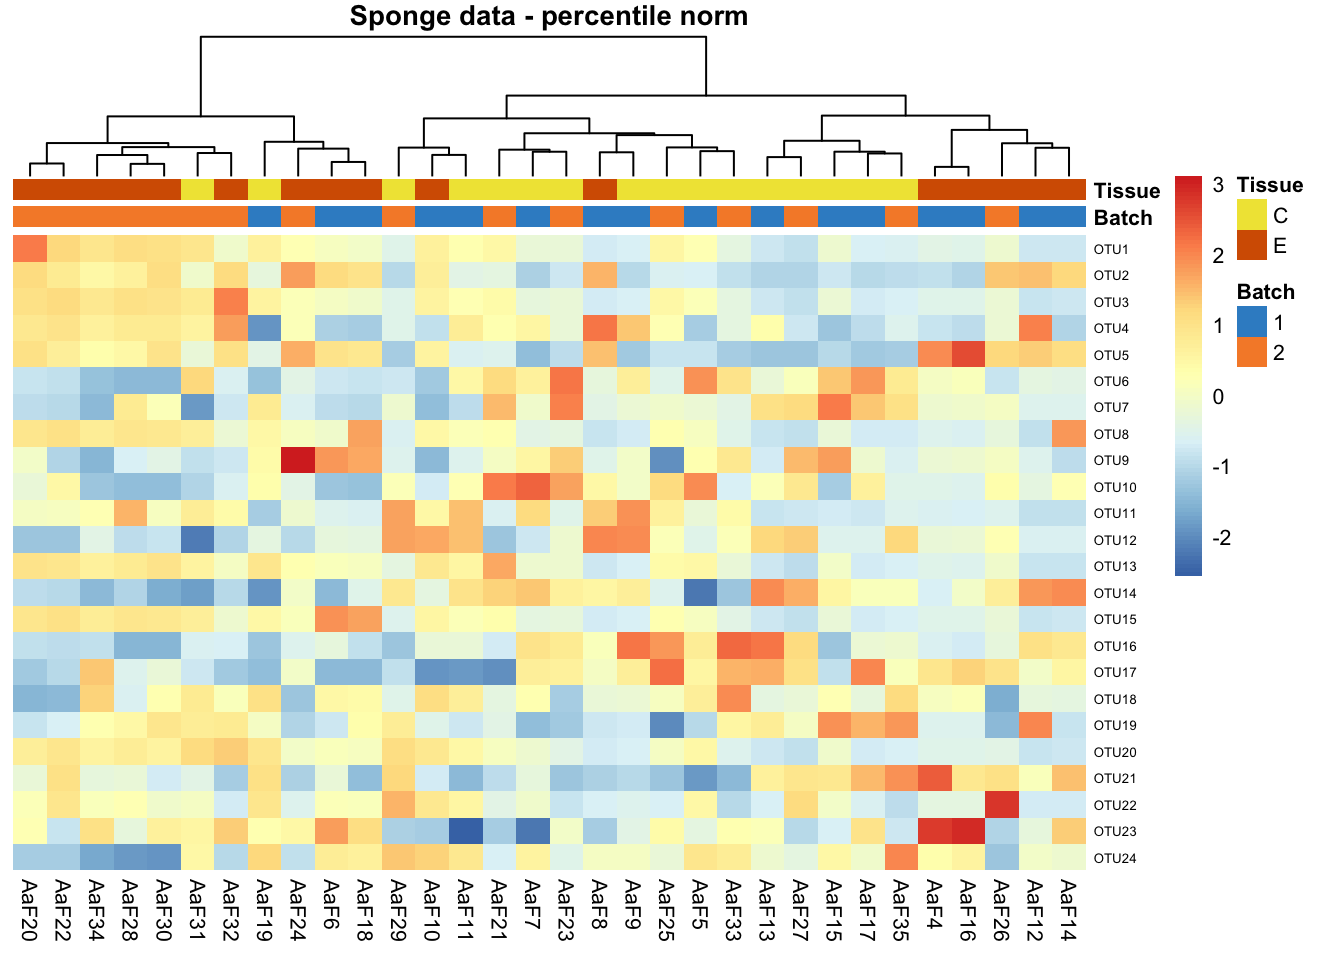 Sponge data - percentile norm
Tissue
Batch
OTU1
OTU2
OTU3
OTU4
OTU5
OTU6
OTU7
OTU8
OTU9
OTU10
OTU11
OTU12
OTU13
OTU14
OTU15
OTU16
OTU17
OTU18
OTU19
OTU20
OTU21
OTU22
OTU23
OTU24
AaF20 AaF22 AaF34 AaF28 AaF30 AaF31 AaF32 AaF19 AaF24 AaF6 AaF18 AaF29 AaF10 AaF11 AaF21 AaF7 AaF23 AaF8 AaF9 AaF25 AaF5 AaF33 AaF13 AaF27 AaF15 AaF17 AaF35 AaF4 AaF16 AaF26 AaF12 AaF14
3
2
1
0
-1
-2
Tissue
C
E
Batch
1
2